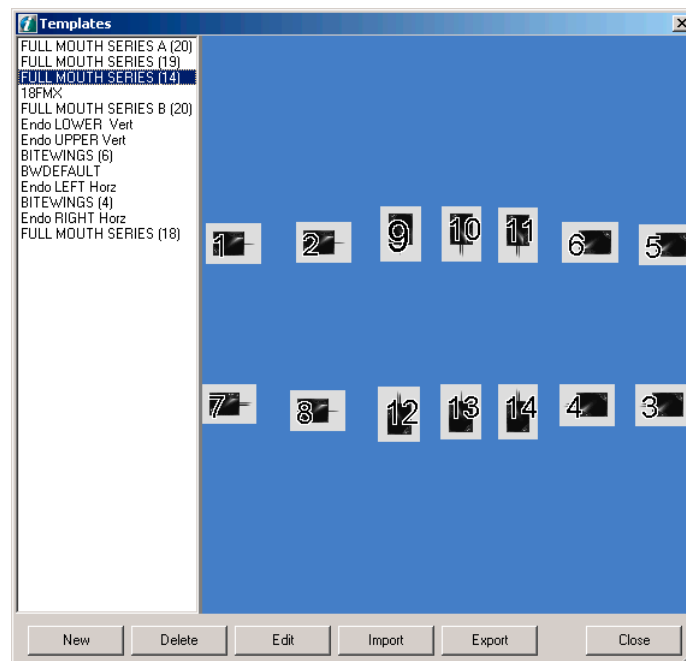 Templates
FULL MOUTH SERIES A (20)
FULL MOUTH SERIES (19)
FULL MOUTH SERIES (14)
18FMX
FULL MOUTH SERIES B (20)
Endo LOWER Vert
Endo UPPER Vert
BITEWINGS (6)
BWDEFAULT
Endo LEFT Horz
BITEWINGS (4)
Endo RIGHT Horz
FULL MOUTH SERIES (18)
1 2 9 10 11 6 5
7 8 12 13 14 4 3
New Delete Edit Import Export Close